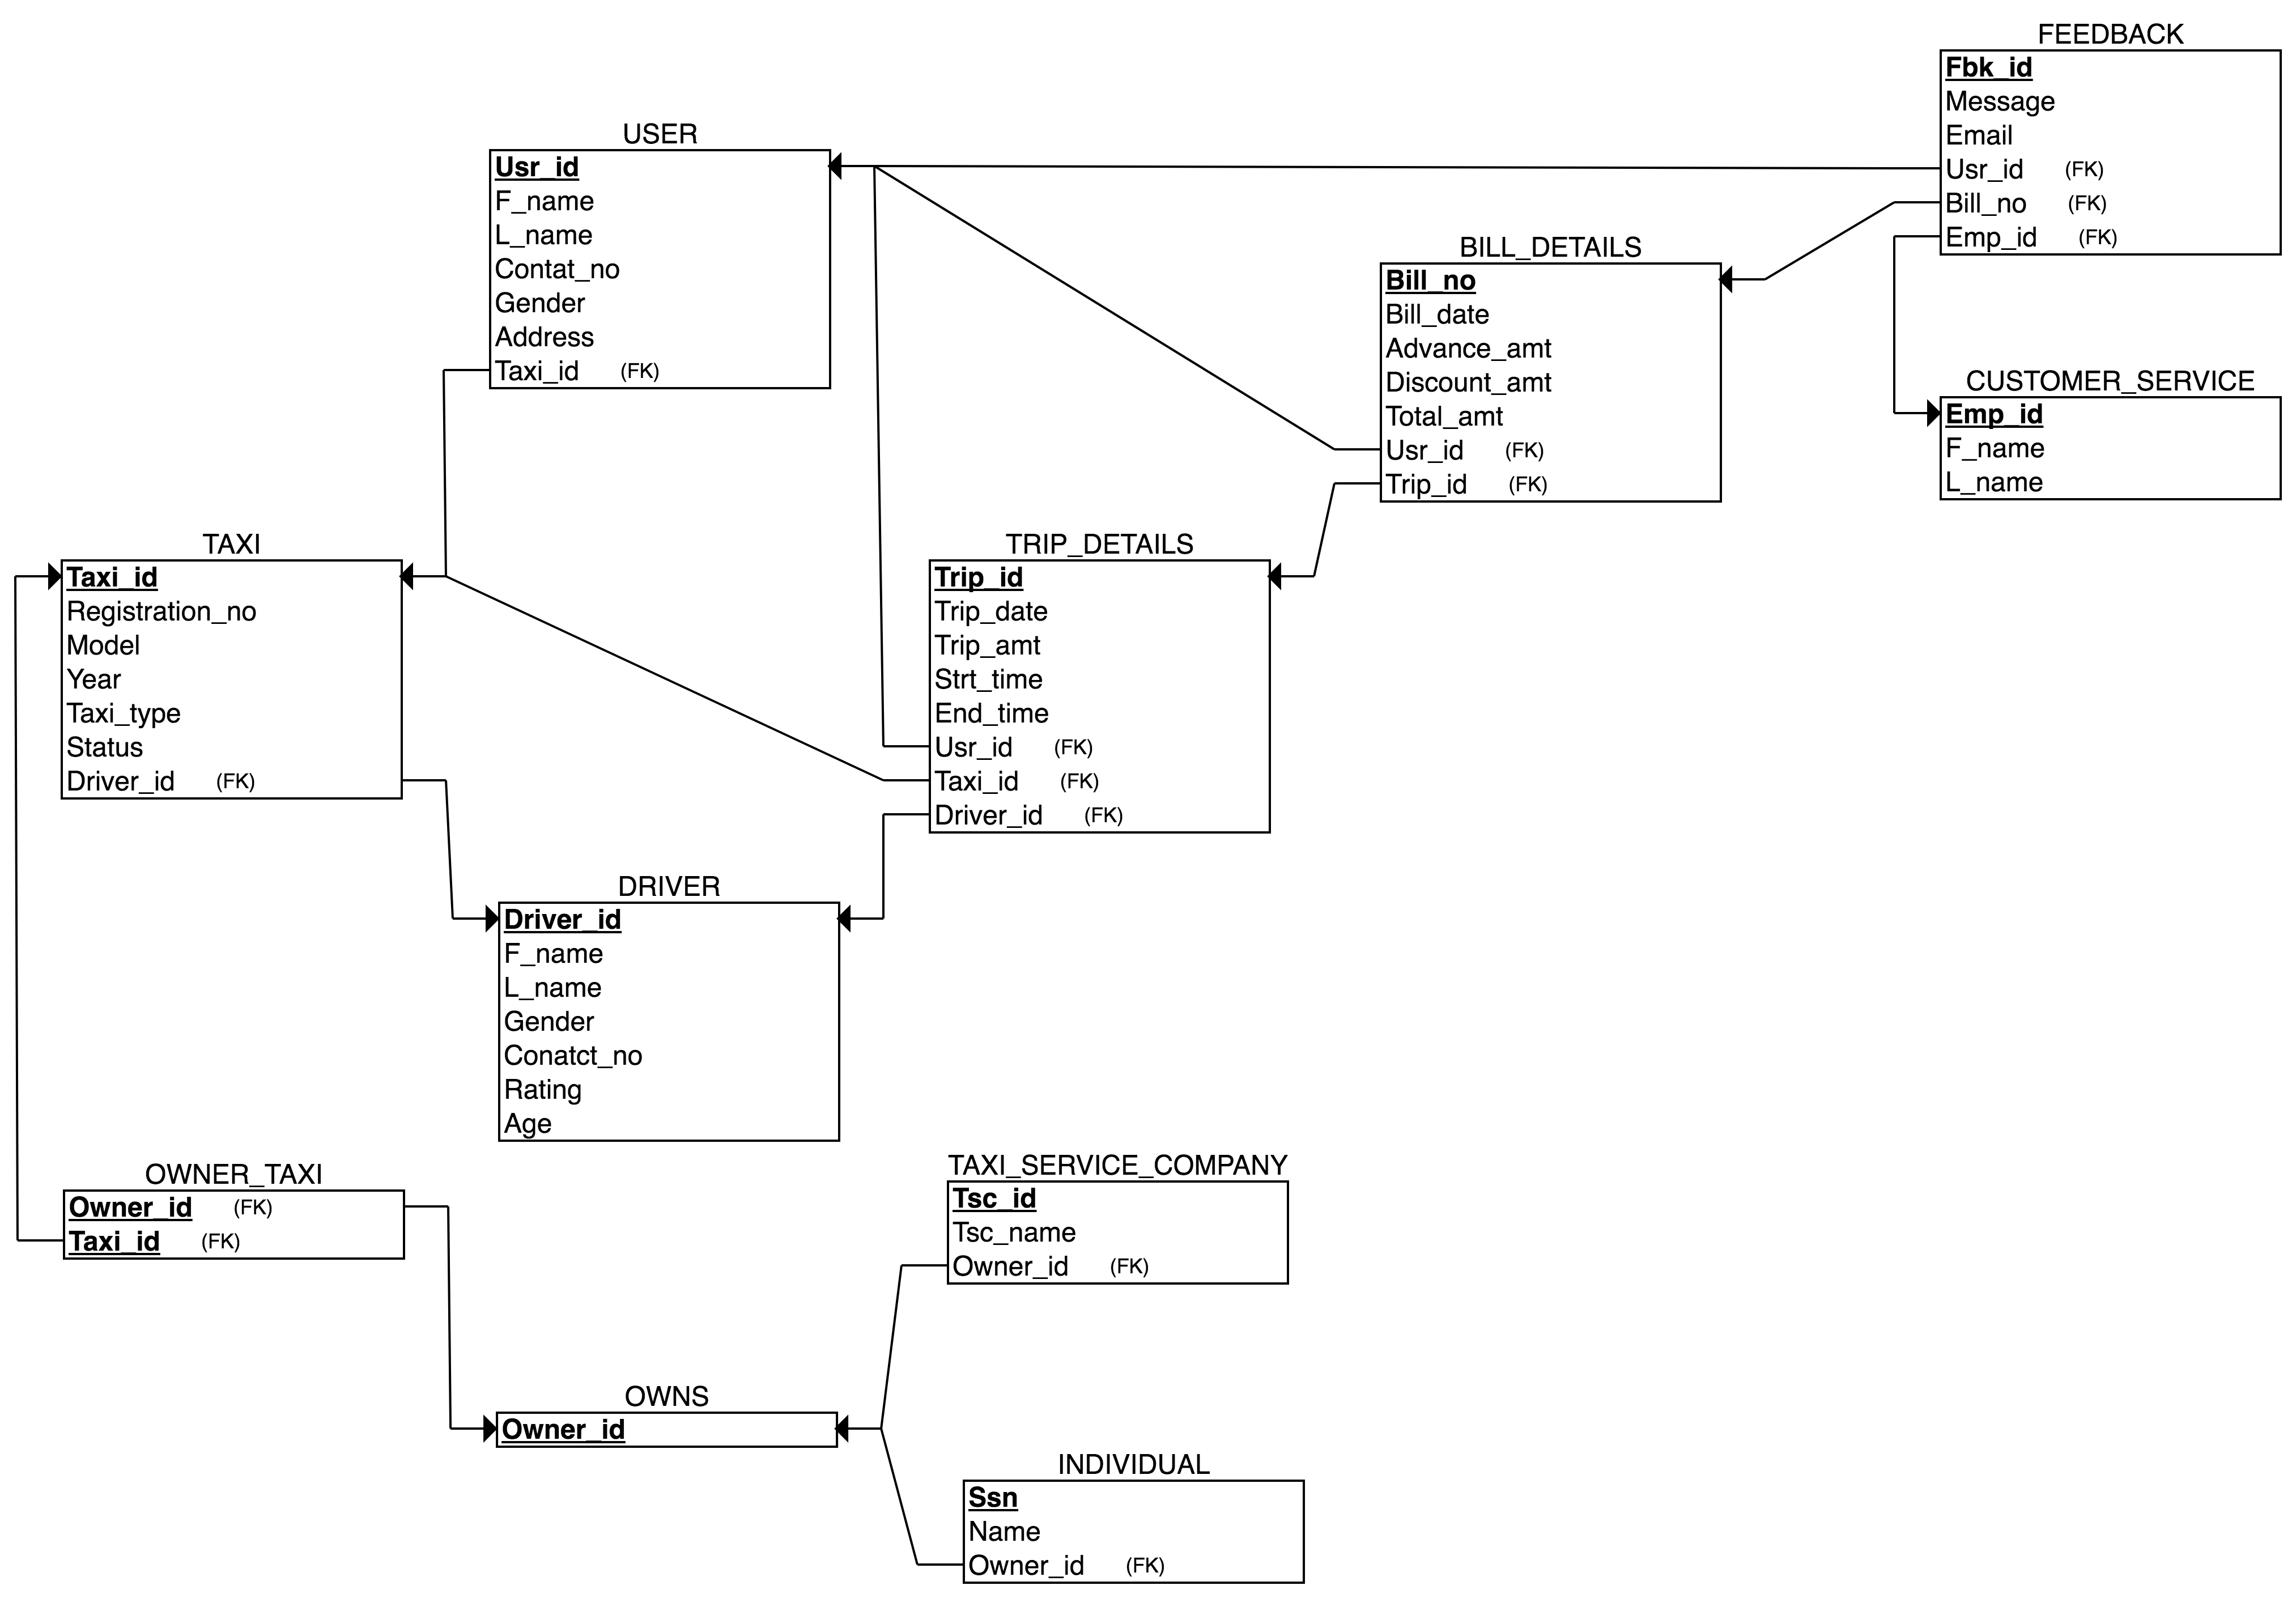 FEEDBACK
Fbk_id
Message
Email
Usr_id (FK)
Bill_no (FK)
Emp_id (FK)
USER
Usr_id
F_name
L_name
Contat_no
Gender
Address
Taxi_id (FK)
BILL_DETAILS
Bill_no
Bill_date
Advance_amt
Discount_amt
Total_amt
Usr_id (FK)
Trip_id (FK)
CUSTOMER_SERVICE
Emp_id
F_name
L_name
TAXI
Taxi_id
Registration_no
Model
Year
Taxi_type
Status
Driver_id (FK)
TRIP_DETAILS
Trip_id
Trip_date
Trip_amt
Strt_time
End_time
Usr_id (FK)
Taxi_id (FK)
Driver_id (FK)
DRIVER
Driver_id
F_name
L_name
Gender
Conatct_no
Rating
Age
OWNER_TAXI
Owner_id (FK)
Taxi_id (FK)
TAXI_SERVICE_COMPANY
Tsc_id
Tsc_name
Owner_id (FK)
OWNS
Owner_id
INDIVIDUAL
Ssn
Name
Owner_id (FK)